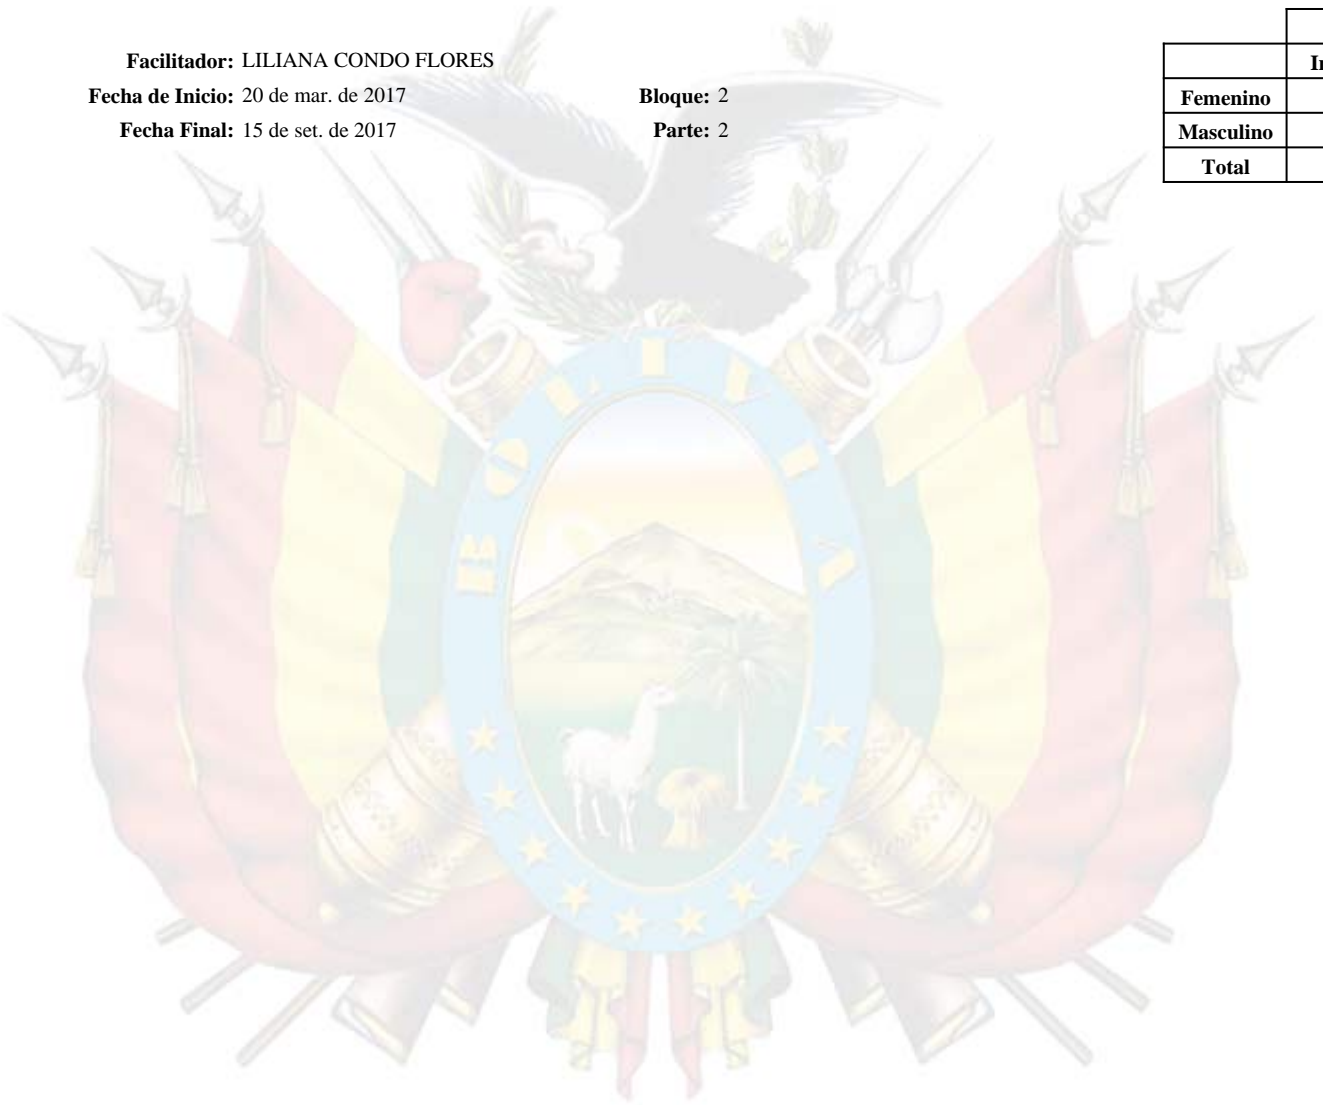 Facilitador: LILIANA CONDO FLORES
Fecha de Inicio: 20 de mar. de 2017 Bloque: 2
Fecha Final: 15 de set. de 2017 Parte: 2
Femenino
Masculino
Total
BOLIVIA